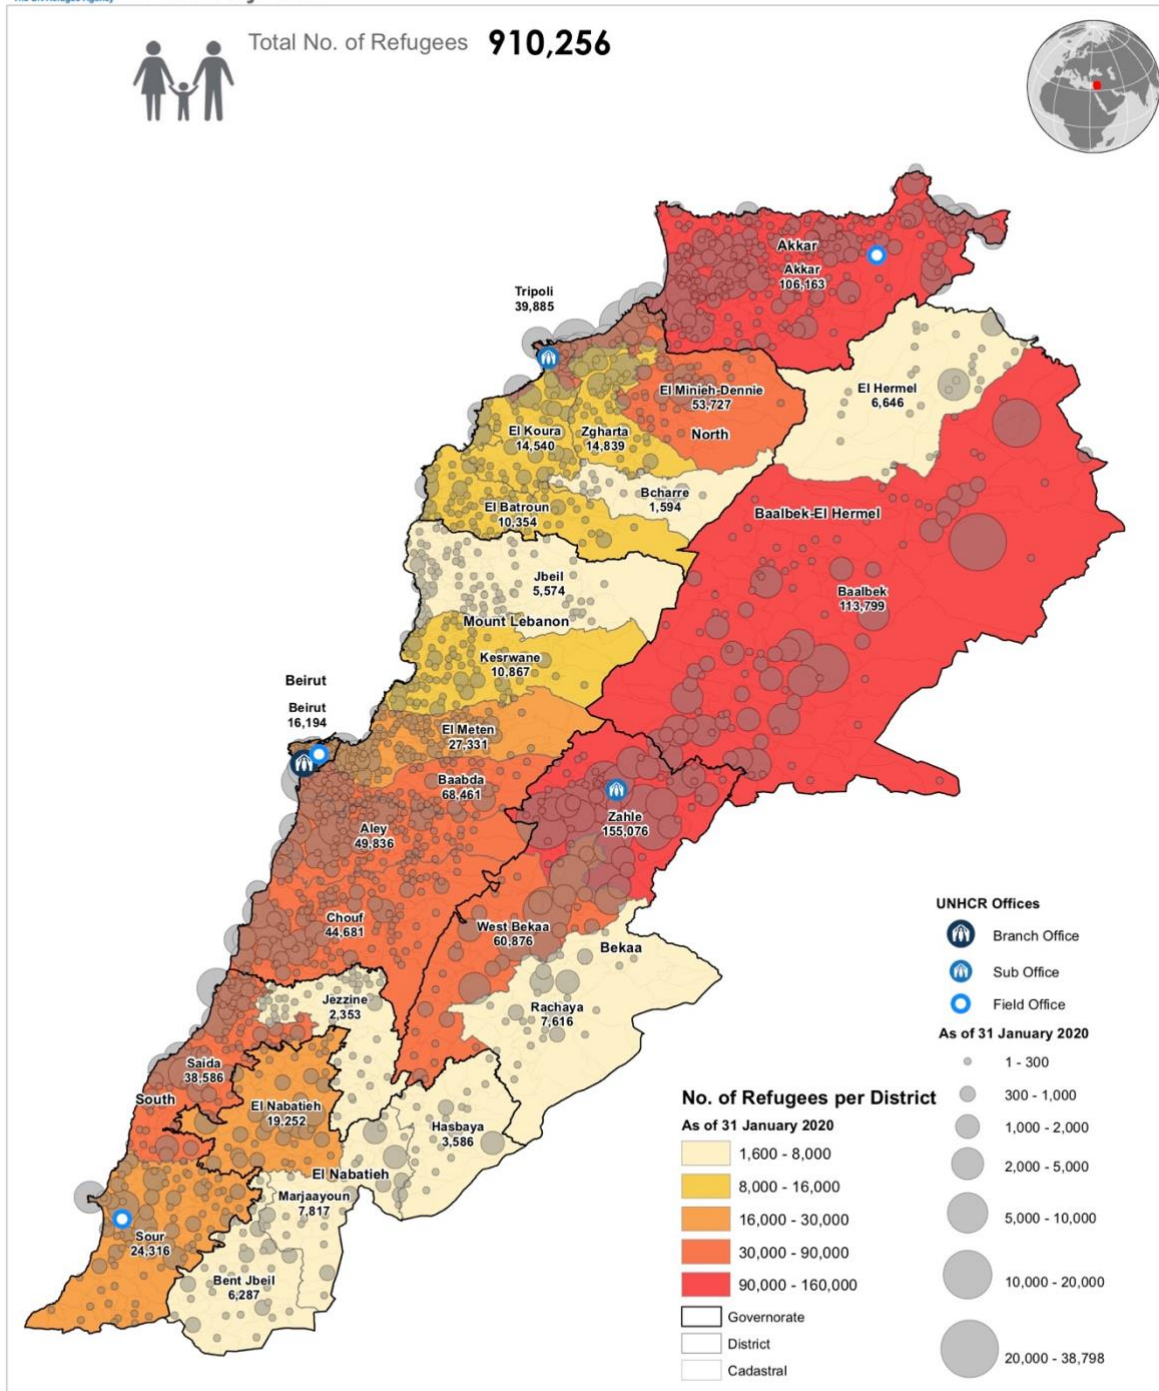 The UN Refugee Agency
Total No. of Refugees 910,256
Akkar
Akkar
106,163
Tripoli
39,885
El Hermel
6,646
El Minieh-Dennie
53,727
North
El Koura
14,540
Zgharta
14,839
Bcharre
1,594
El Batroun
10,354
Baalbek-El Hermel
Jbeil
5,574
Baalbek
113,799
Mount Lebanon
Kesrwane
10,867
Beirut
Beirut
16,194
El Meten
27,331
Baabda
68,461
Zahle
155,076
Aley
49,836
Chouf
44,681
West Bekaa
60,876
Bekaa
Jezzine
2,353
Rachaya
7,616
Saida
38,586
South
El Nabatieh
19,252
Hasbaya
3,586
El Nabatieh
Marjaayoun
7,817
Sour
24,316
Bent Jbeil
6,287
UNHCR Offices
Branch Office
Sub Office
Field Office
As of 31 January 2020
1 - 300
300 - 1,000
1,000 - 2,000
2,000 - 5,000
5,000 - 10,000
10,000 - 20,000
20,000 - 38,798
No. of Refugees per District
As of 31 January 2020
1,600 - 8,000
8,000 - 16,000
16,000 - 30,000
30,000 - 90,000
90,000 - 160,000
Governorate
District
Cadastral